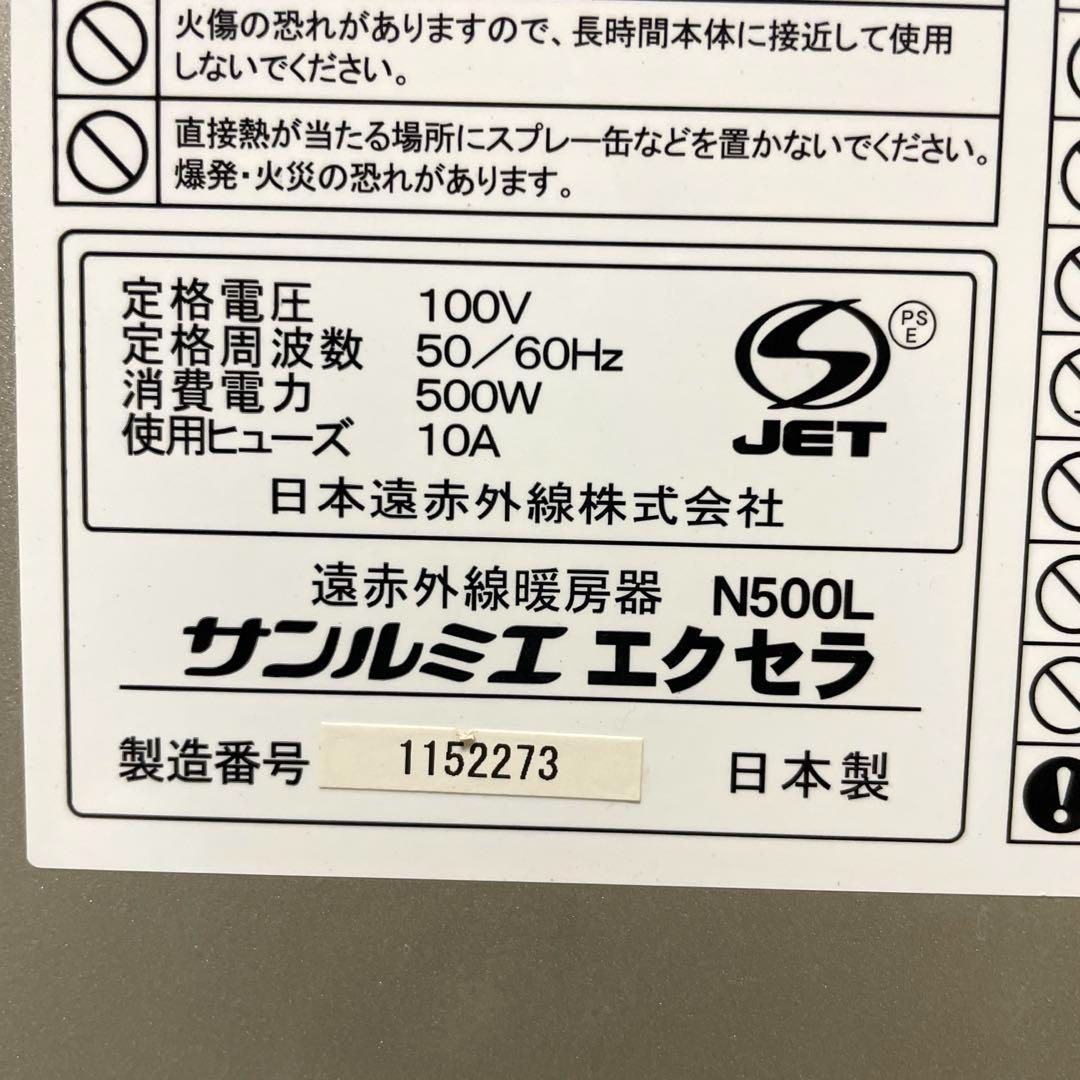 火傷の恐れがありますので、長時間本体に接近して使用
しないでください。
直接熱が当たる場所にスプレー缶などを置かないでください。
爆発・火災の恐れがあります。
定格電圧 100V
定格周波数 50／60Hz
消費電力 500W
使用ヒューズ 10A
JET
PS
E
日本遠赤外線株式会社
遠赤外線暖房器 N500L
サンルミエ エクセラ
製造番号 1152273
日本製